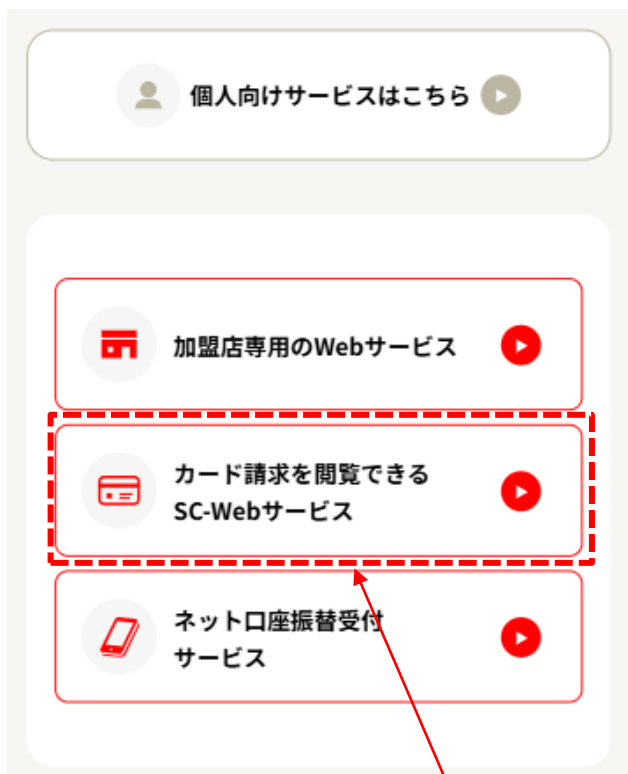 個人向けサービスはこちら
加盟店専用のWebサービス
カード請求を閲覧できる
SC-Webサービス
ネット口座振替受付
サービス